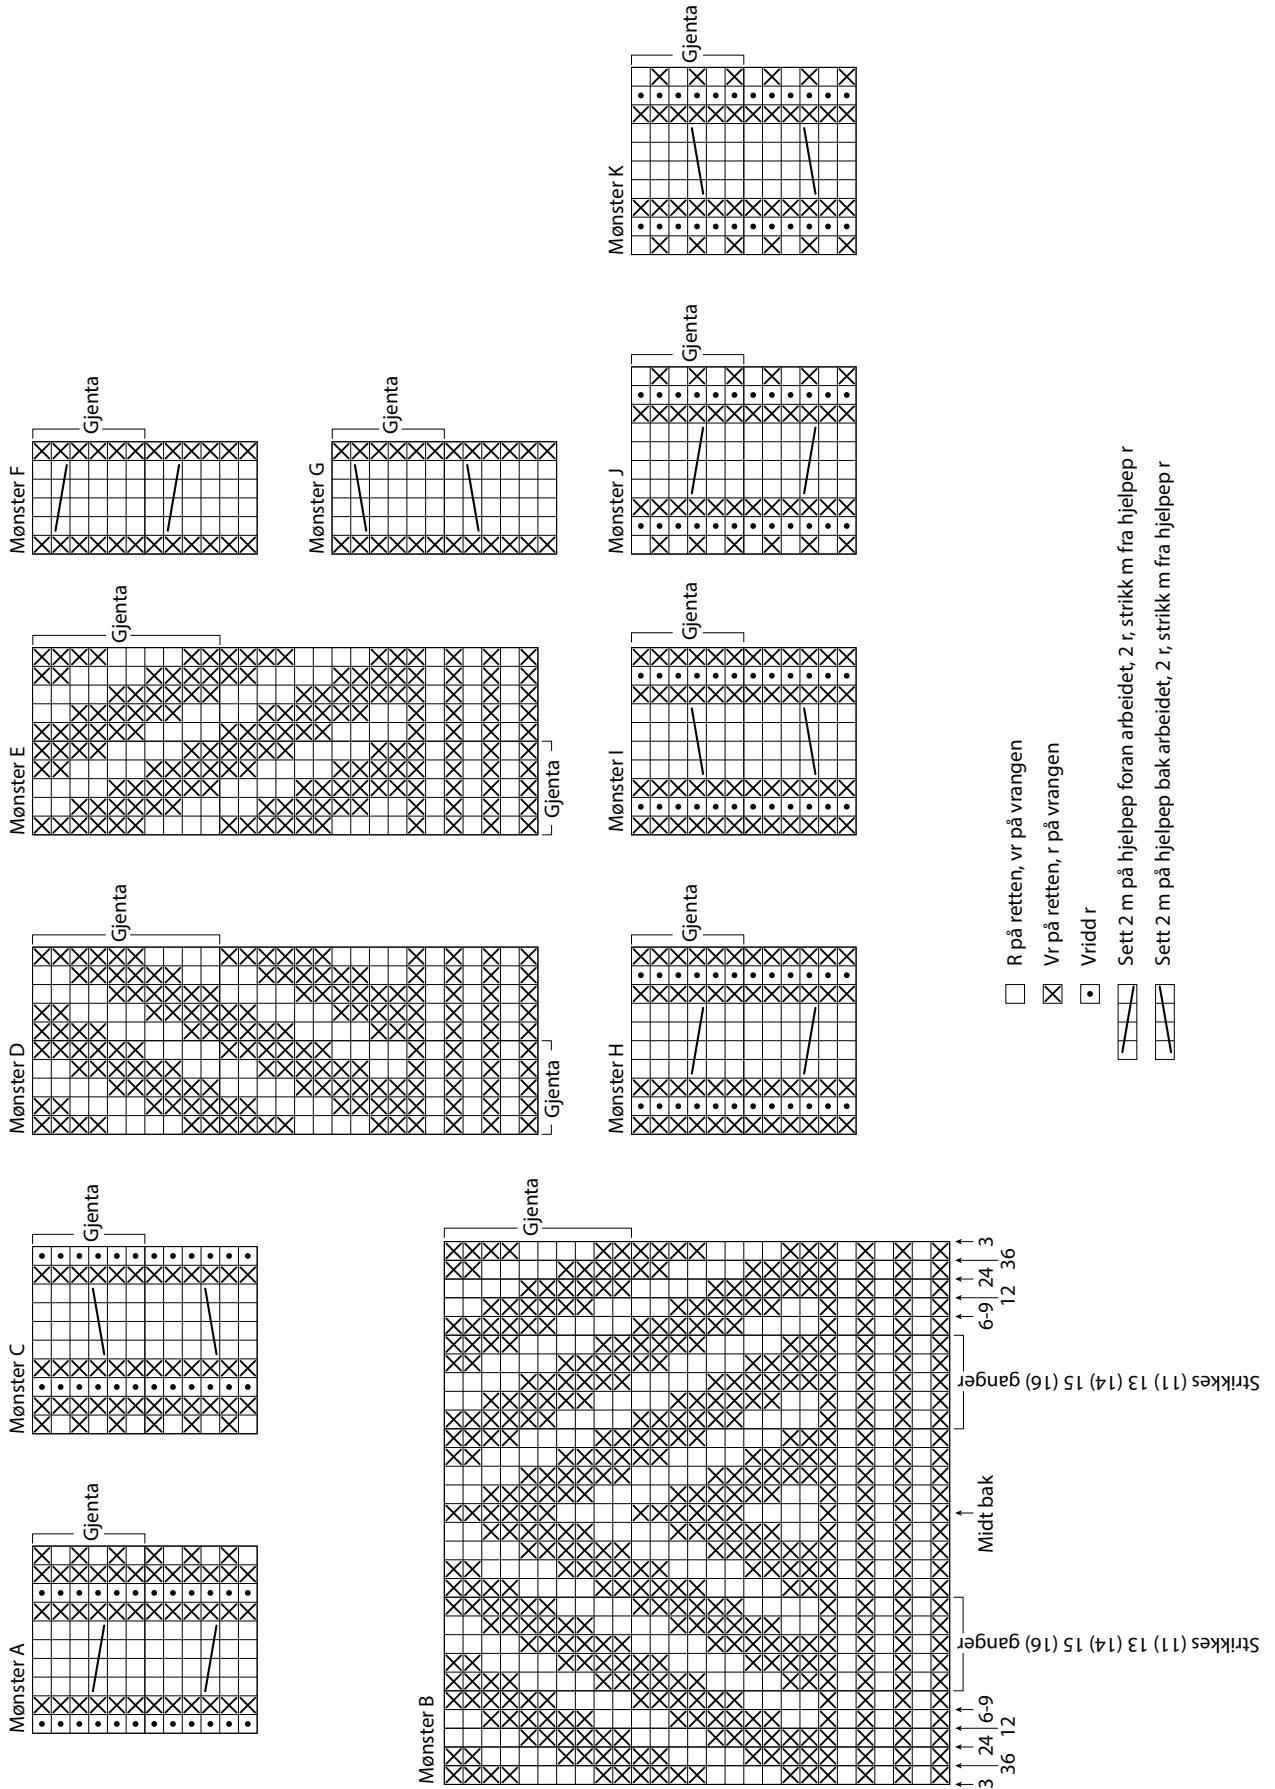 Mønster A
Gjenta
Mønster C
Gjenta
Mønster D
Gjenta
Gjenta
Mønster E
Gjenta
Gjenta
Mønster F
Gjenta
Mønster G
Gjenta
Mønster B
Gjenta
3
36
24
12
6-9
Strikkes (11) 13 (14) 15 (16) ganger
Midt bak
Strikkes (11) 13 (14) 15 (16) ganger
6-9
12
24
36
3
Mønster H
Gjenta
Mønster I
Gjenta
Mønster J
Gjenta
Mønster K
Gjenta
R på retten, vr på vrangen
Vr på retten, r på vrangen
Vridd r
Sett 2 m på hjelpep foran arbeidet, 2 r, strikk m fra hjelpep r
Sett 2 m på hjelpep bak arbeidet, 2 r, strikk m fra hjelpep r